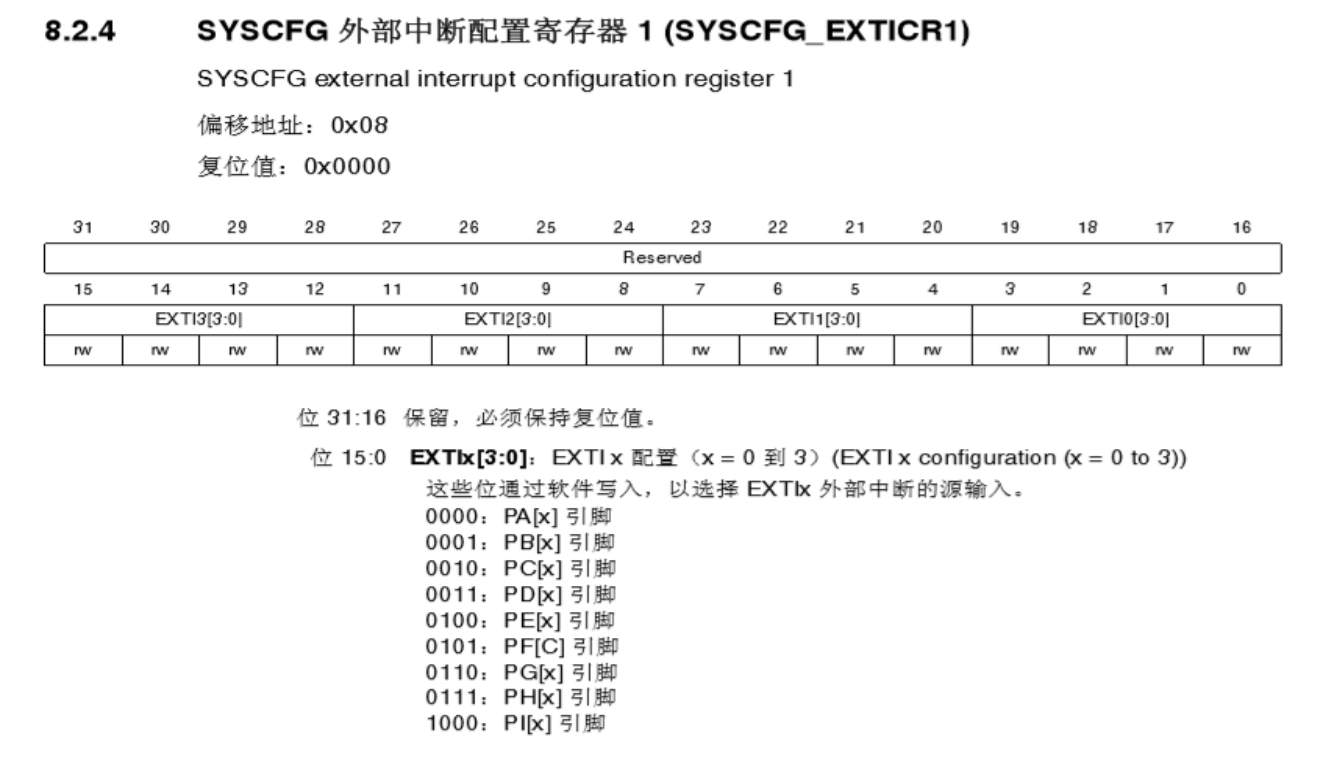 8.2.4 SYSCFG 外部中断配置寄存器 1 (SYSCFG_EXTICR1)
SYSCFG external interrupt configuration register 1
偏移地址：0x08
复位值：0x0000
31 30 29 28 27 26 25 24 23 22 21 20 19 18 17 16
Reserved
15 14 13 12 11 10 9 8 7 6 5 4 3 2 1 0
EXTI3[3:0] EXTI2[3:0] EXTI1[3:0] EXTI0[3:0]
rw rw rw rw rw rw rw rw rw rw rw rw rw rw rw rw
位 31:16 保留，必须保持复位值。
位 15:0 EXTIx[3:0]：EXTI x 配置（x = 0 到 3）(EXTI x configuration (x = 0 to 3))
这些位通过软件写入，以选择 EXTIx 外部中断的源输入。
0000：PA[x] 引脚
0001：PB[x] 引脚
0010：PC[x] 引脚
0011：PD[x] 引脚
0100：PE[x] 引脚
0101：PF[C] 引脚
0110：PG[x] 引脚
0111：PH[x] 引脚
1000：PI[x] 引脚